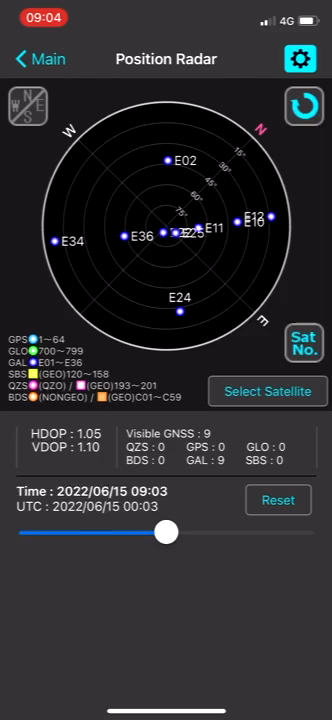 09:04
4G
Main
Position Radar
N
E
W
S
W
N
E
15°
30°
45°
60°
75°
E02
E12
E10
E11
E25
E36
E34
E24
Sat
No.
GPS 1～64
GLO 700～799
GAL E01～E36
SBS (GEO)120～158
QZS (QZO) / (GEO)193～201
BDS (NONGEO) / (GEO)C01～C59
Select Satellite
HDOP : 1.05
VDOP : 1.10
Visible GNSS : 9
QZS : 0 GPS : 0 GLO : 0
BDS : 0 GAL : 9 SBS : 0
Time : 2022/06/15 09:03
UTC : 2022/06/15 00:03
Reset